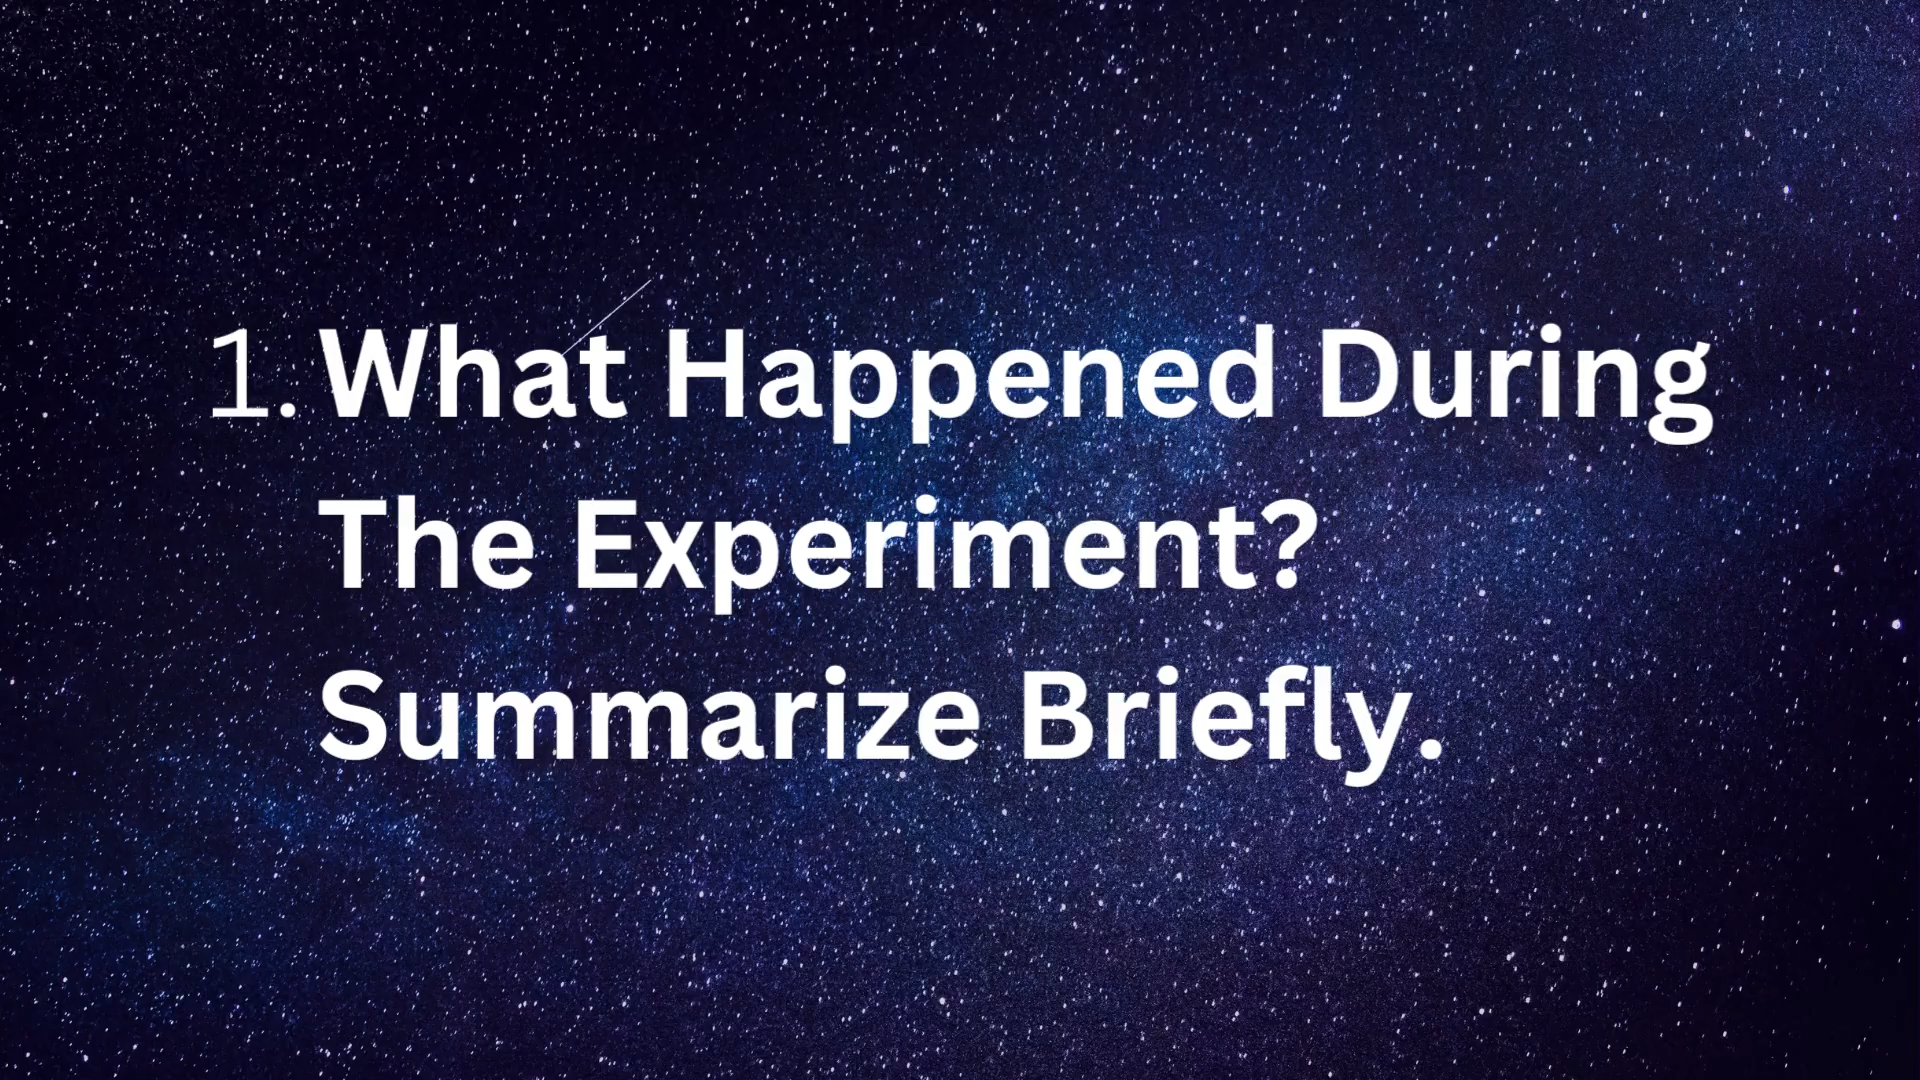 1. What Happened During
The Experiment?
Summarize Briefly.